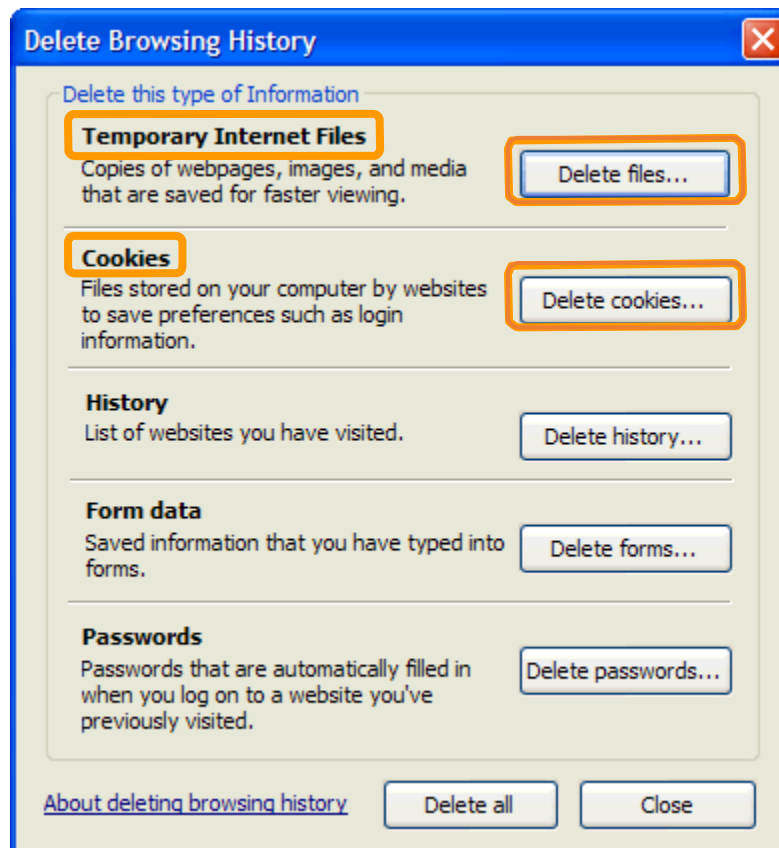 Delete Browsing History
Delete this type of Information
Temporary Internet Files
Copies of webpages, images, and media
that are saved for faster viewing.
Delete files...
Cookies
Files stored on your computer by websites
to save preferences such as login
information.
Delete cookies...
History
List of websites you have visited.
Delete history...
Form data
Saved information that you have typed into
forms.
Delete forms...
Passwords
Passwords that are automatically filled in
when you log on to a website you've
previously visited.
Delete passwords...
About deleting browsing history
Delete all
Close